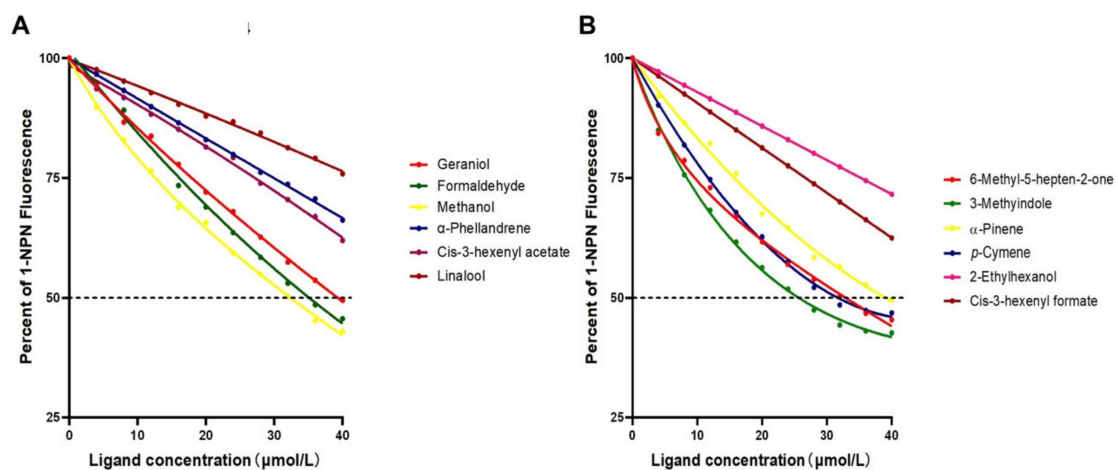 A
Percent of 1-NPN Fluorescence
100
75
50
25
0
10
20
30
40
Ligand concentration (μmol/L)
Geraniol
Formaldehyde
Methanol
α-Phellandrene
Cis-3-hexenyl acetate
Linalool
B
Percent of 1-NPN Fluorescence
100
75
50
25
0
10
20
30
40
Ligand concentration (μmol/L)
6-Methyl-5-hepten-2-one
3-Methyindole
α-Pinene
p-Cymene
2-Ethylhexanol
Cis-3-hexenyl formate